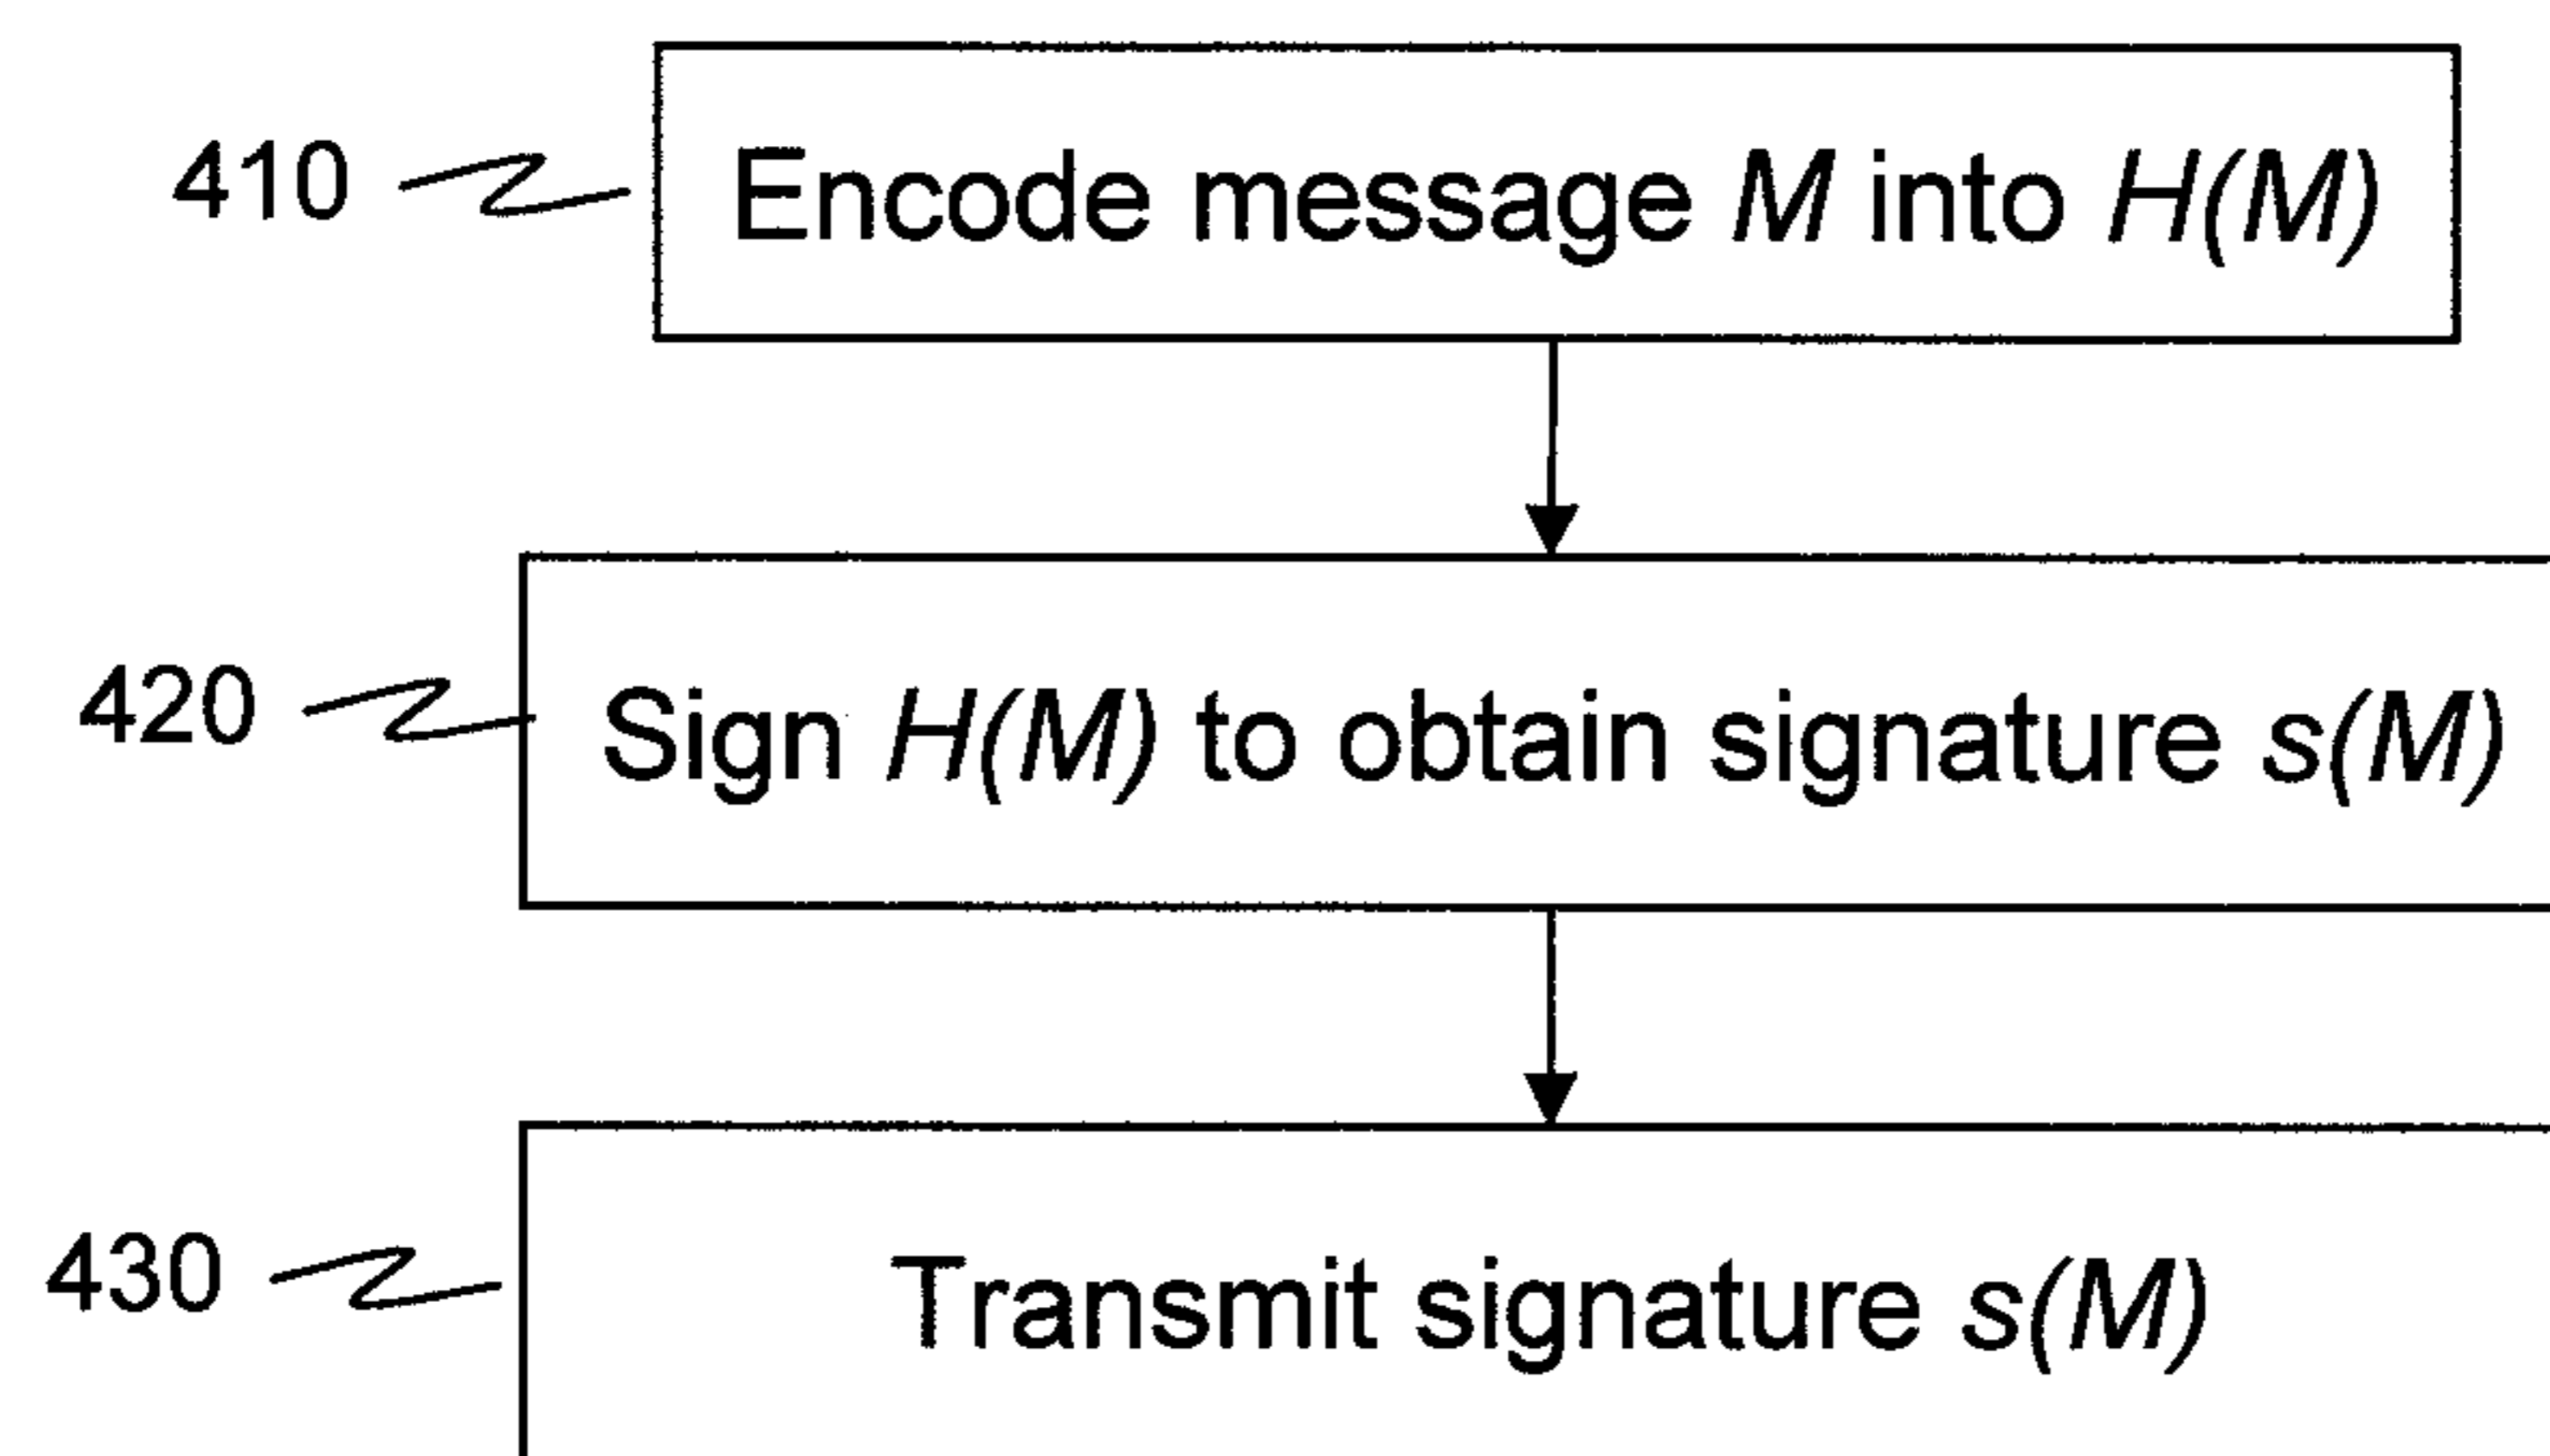 410 Encode message M into H(M)
420 Sign H(M) to obtain signature s(M)
430 Transmit signature s(M)